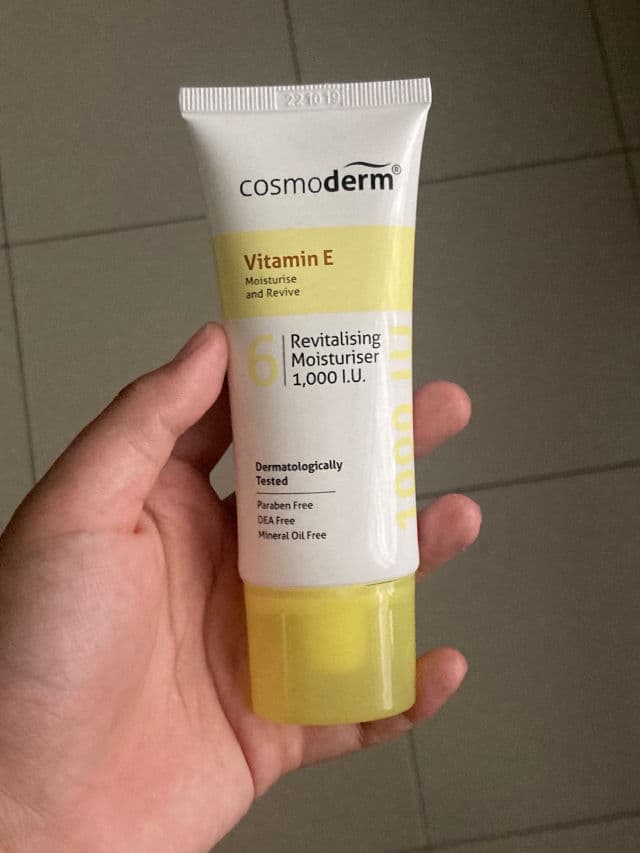 221019
cosmoderm®
Vitamin E
Moisturise
and Revive
6
Revitalising
Moisturiser
1,000 I.U.
1000 IU
Dermatologically
Tested
Paraben Free
DEA Free
Mineral Oil Free